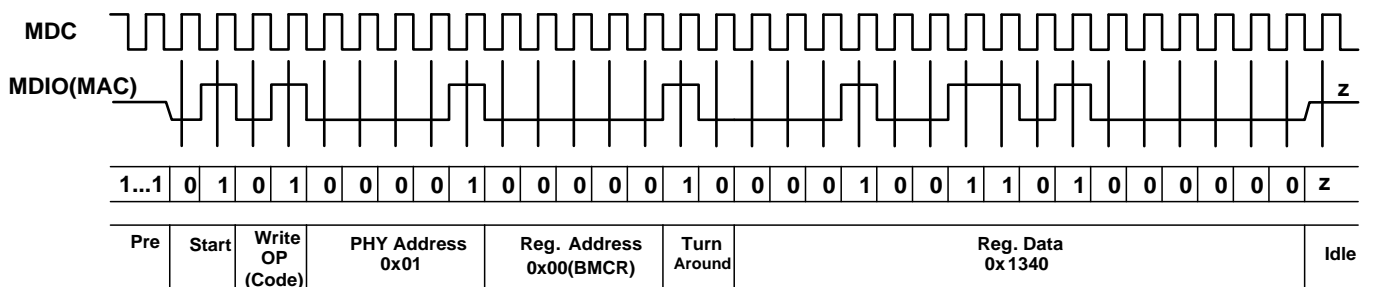 MDC
MDIO(MAC)
z
1...1 0 1 0 1 0 0 0 0 1 0 0 0 0 0 1 0 0 0 0 1 0 0 1 1 0 1 0 0 0 0 0 0 z
Pre Start Write OP (Code) PHY Address 0x01 Reg. Address 0x00(BMCR) Turn Around Reg. Data 0x1340 Idle